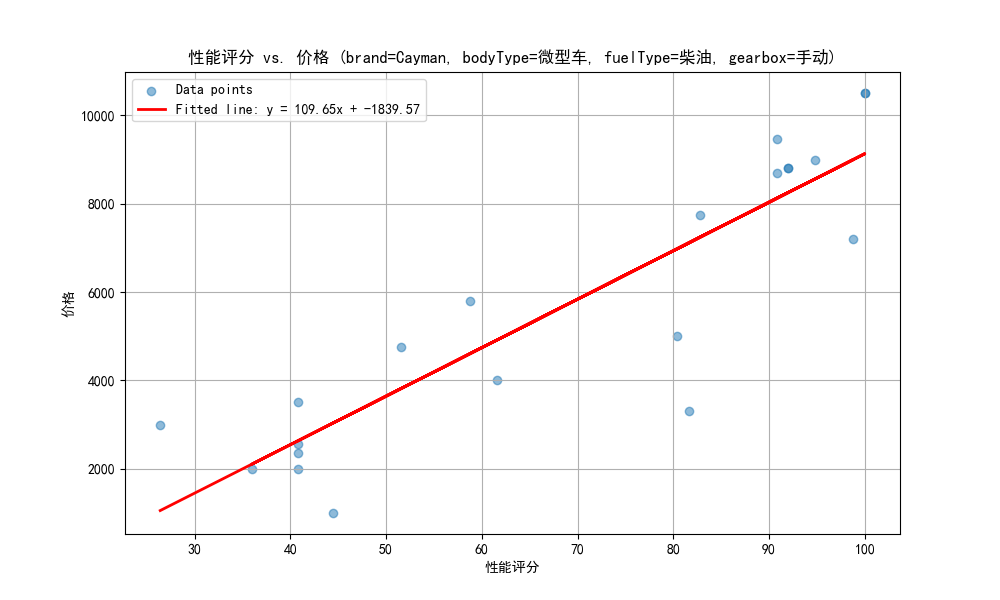 性能评分 vs. 价格 (brand=Cayman, bodyType=微型车, fuelType=柴油, gearbox=手动)
Data points
Fitted line: y = 109.65x + -1839.57
价格
10000
8000
6000
4000
2000
30 40 50 60 70 80 90 100
性能评分